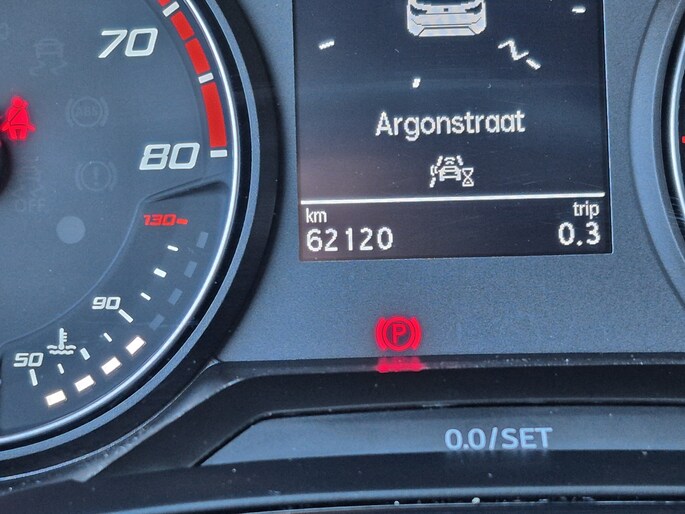 70
80
OFF
130
90
50
Argonstraat
km
trip
62120
0.3
P
0.0/SET